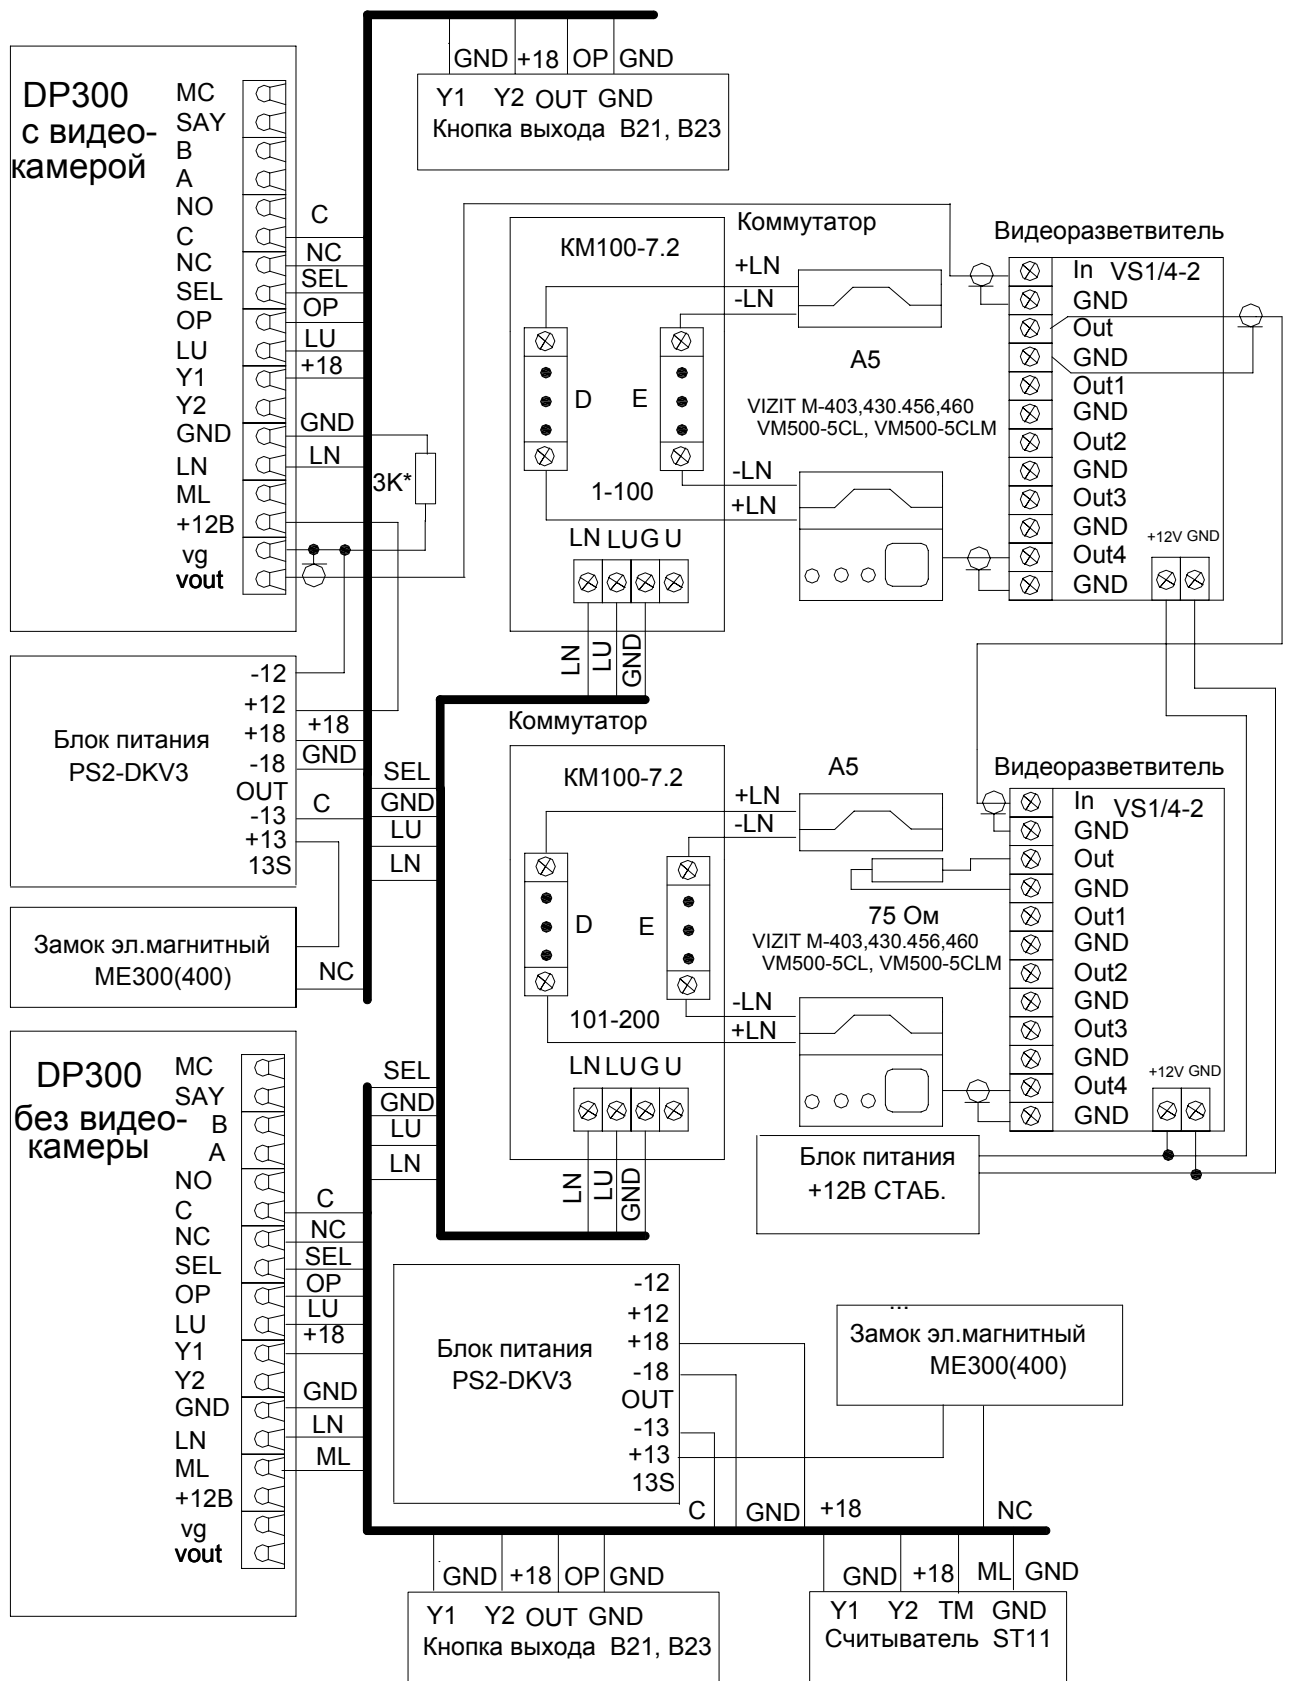 GND +18 OP GND
Y1 Y2 OUT GND
Кнопка выхода B21, B23
DP300
с видео-
камерой
MC
SAY
B
A
NO
C
NC
SEL
OP
LU
Y1
Y2
GND
LN
ML
+12В
vg
vout
C
NC
SEL
OP
LU
+18
GND
LN
3K*
Коммутатор
КМ100-7.2
+LN
-LN
D E
A5
VIZIT M-403,430.456,460
VM500-5CL, VM500-5CLM
-LN
+LN
1-100
LN LU G U
LN
LU
GND
Видеоразветвитель
In VS1/4-2
GND
Out
GND
Out1
GND
Out2
GND
Out3
GND
Out4
GND
+12V GND
Блок питания
PS2-DKV3
-12
+12
+18
-18
OUT
-13
+13
13S
+18
GND
C
Замок эл.магнитный
МЕ300(400)
NC
SEL
GND
LU
LN
Коммутатор
КМ100-7.2
+LN
-LN
A5
D E
75 Ом
VIZIT M-403,430.456,460
VM500-5CL, VM500-5CLM
-LN
+LN
101-200
LN LU G U
LN
LU
GND
Видеоразветвитель
In VS1/4-2
GND
Out
GND
Out1
GND
Out2
GND
Out3
GND
Out4
GND
+12V GND
Блок питания
+12В СТАБ.
SEL
GND
LU
LN
DP300
без видео-
камеры
MC
SAY
B
A
NO
C
NC
SEL
OP
LU
Y1
Y2
GND
LN
ML
+12В
vg
vout
C
NC
SEL
OP
LU
+18
GND
LN
ML
Блок питания
PS2-DKV3
-12
+12
+18
-18
OUT
-13
+13
13S
...
Замок эл.магнитный
МЕ300(400)
C GND +18 NC
GND +18 OP GND
Y1 Y2 OUT GND
Кнопка выхода B21, B23
GND +18 ML GND
Y1 Y2 TM GND
Считыватель ST11